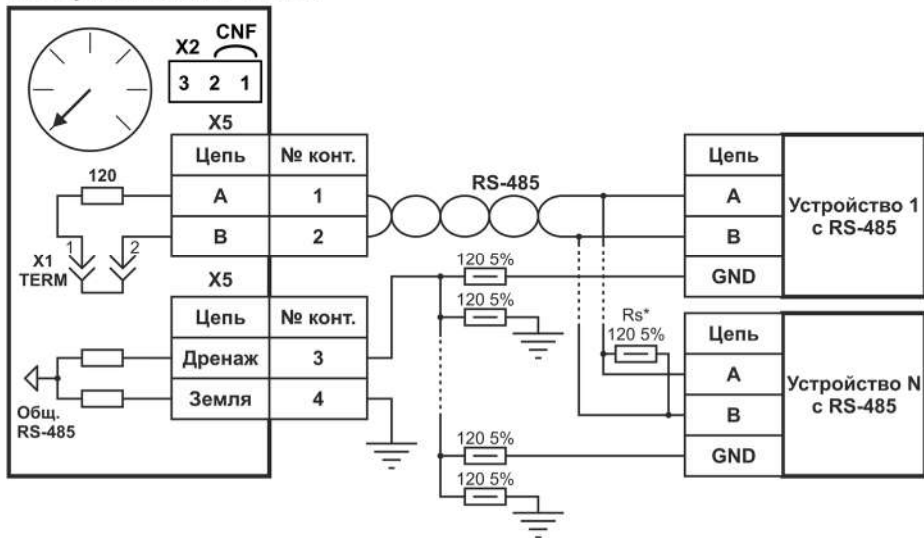 CNF
X2
3 2 1
X5
Цепь № конт.
120
A 1
B 2
X1
TERM
1 2
X5
Цепь № конт.
Дренаж 3
Земля 4
Общ.
RS-485
RS-485
120 5%
120 5%
Rs*
120 5%
120 5%
120 5%
Цепь
A
B
GND
Устройство 1
с RS-485
Цепь
A
B
GND
Устройство N
с RS-485